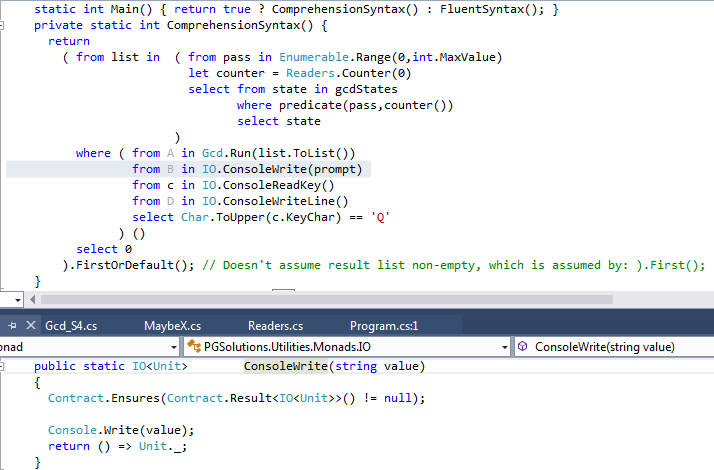 static int Main() { return true ? ComprehensionSyntax() : FluentSyntax(); }
private static int ComprehensionSyntax() {
return
( from list in  ( from pass in Enumerable.Range(0,int.MaxValue)
let counter = Readers.Counter(0)
select from state in gcdStates
where predicate(pass,counter())
select state
)
where ( from A in Gcd.Run(list.ToList())
from B in IO.ConsoleWrite(prompt)
from c in IO.ConsoleReadKey()
from D in IO.ConsoleWriteLine()
select Char.ToUpper(c.KeyChar) == 'Q'
) ()
select 0
).FirstOrDefault(); // Doesn't assume result list non-empty, which is assumed by: ).First();
}
Gcd_S4.cs MaybeX.cs Readers.cs Program.cs:1
onad PGSolutions.Utilities.Monads.IO ConsoleWrite(string value)
public static IO<Unit> ConsoleWrite(string value)
{
Contract.Ensures(Contract.Result<IO<Unit>>() != null);
Console.Write(value);
return () => Unit._;
}